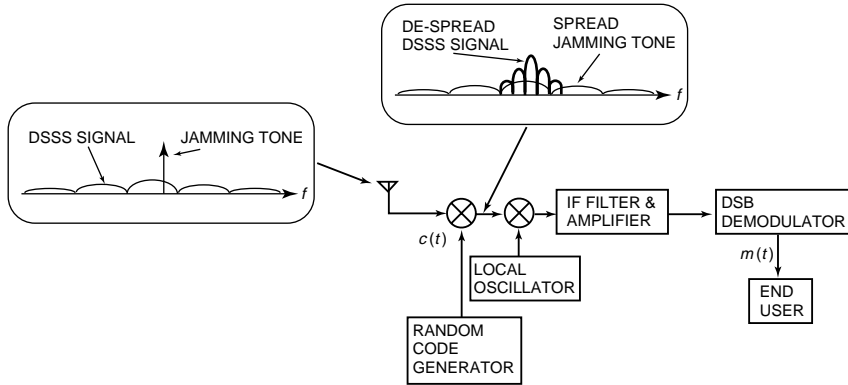 DE-SPREAD
DSSS SIGNAL
SPREAD
JAMMING TONE
f
DSSS SIGNAL
JAMMING TONE
f
c(t)
IF FILTER &
AMPLIFIER
DSB
DEMODULATOR
m(t)
LOCAL
OSCILLATOR
END
USER
RANDOM
CODE
GENERATOR